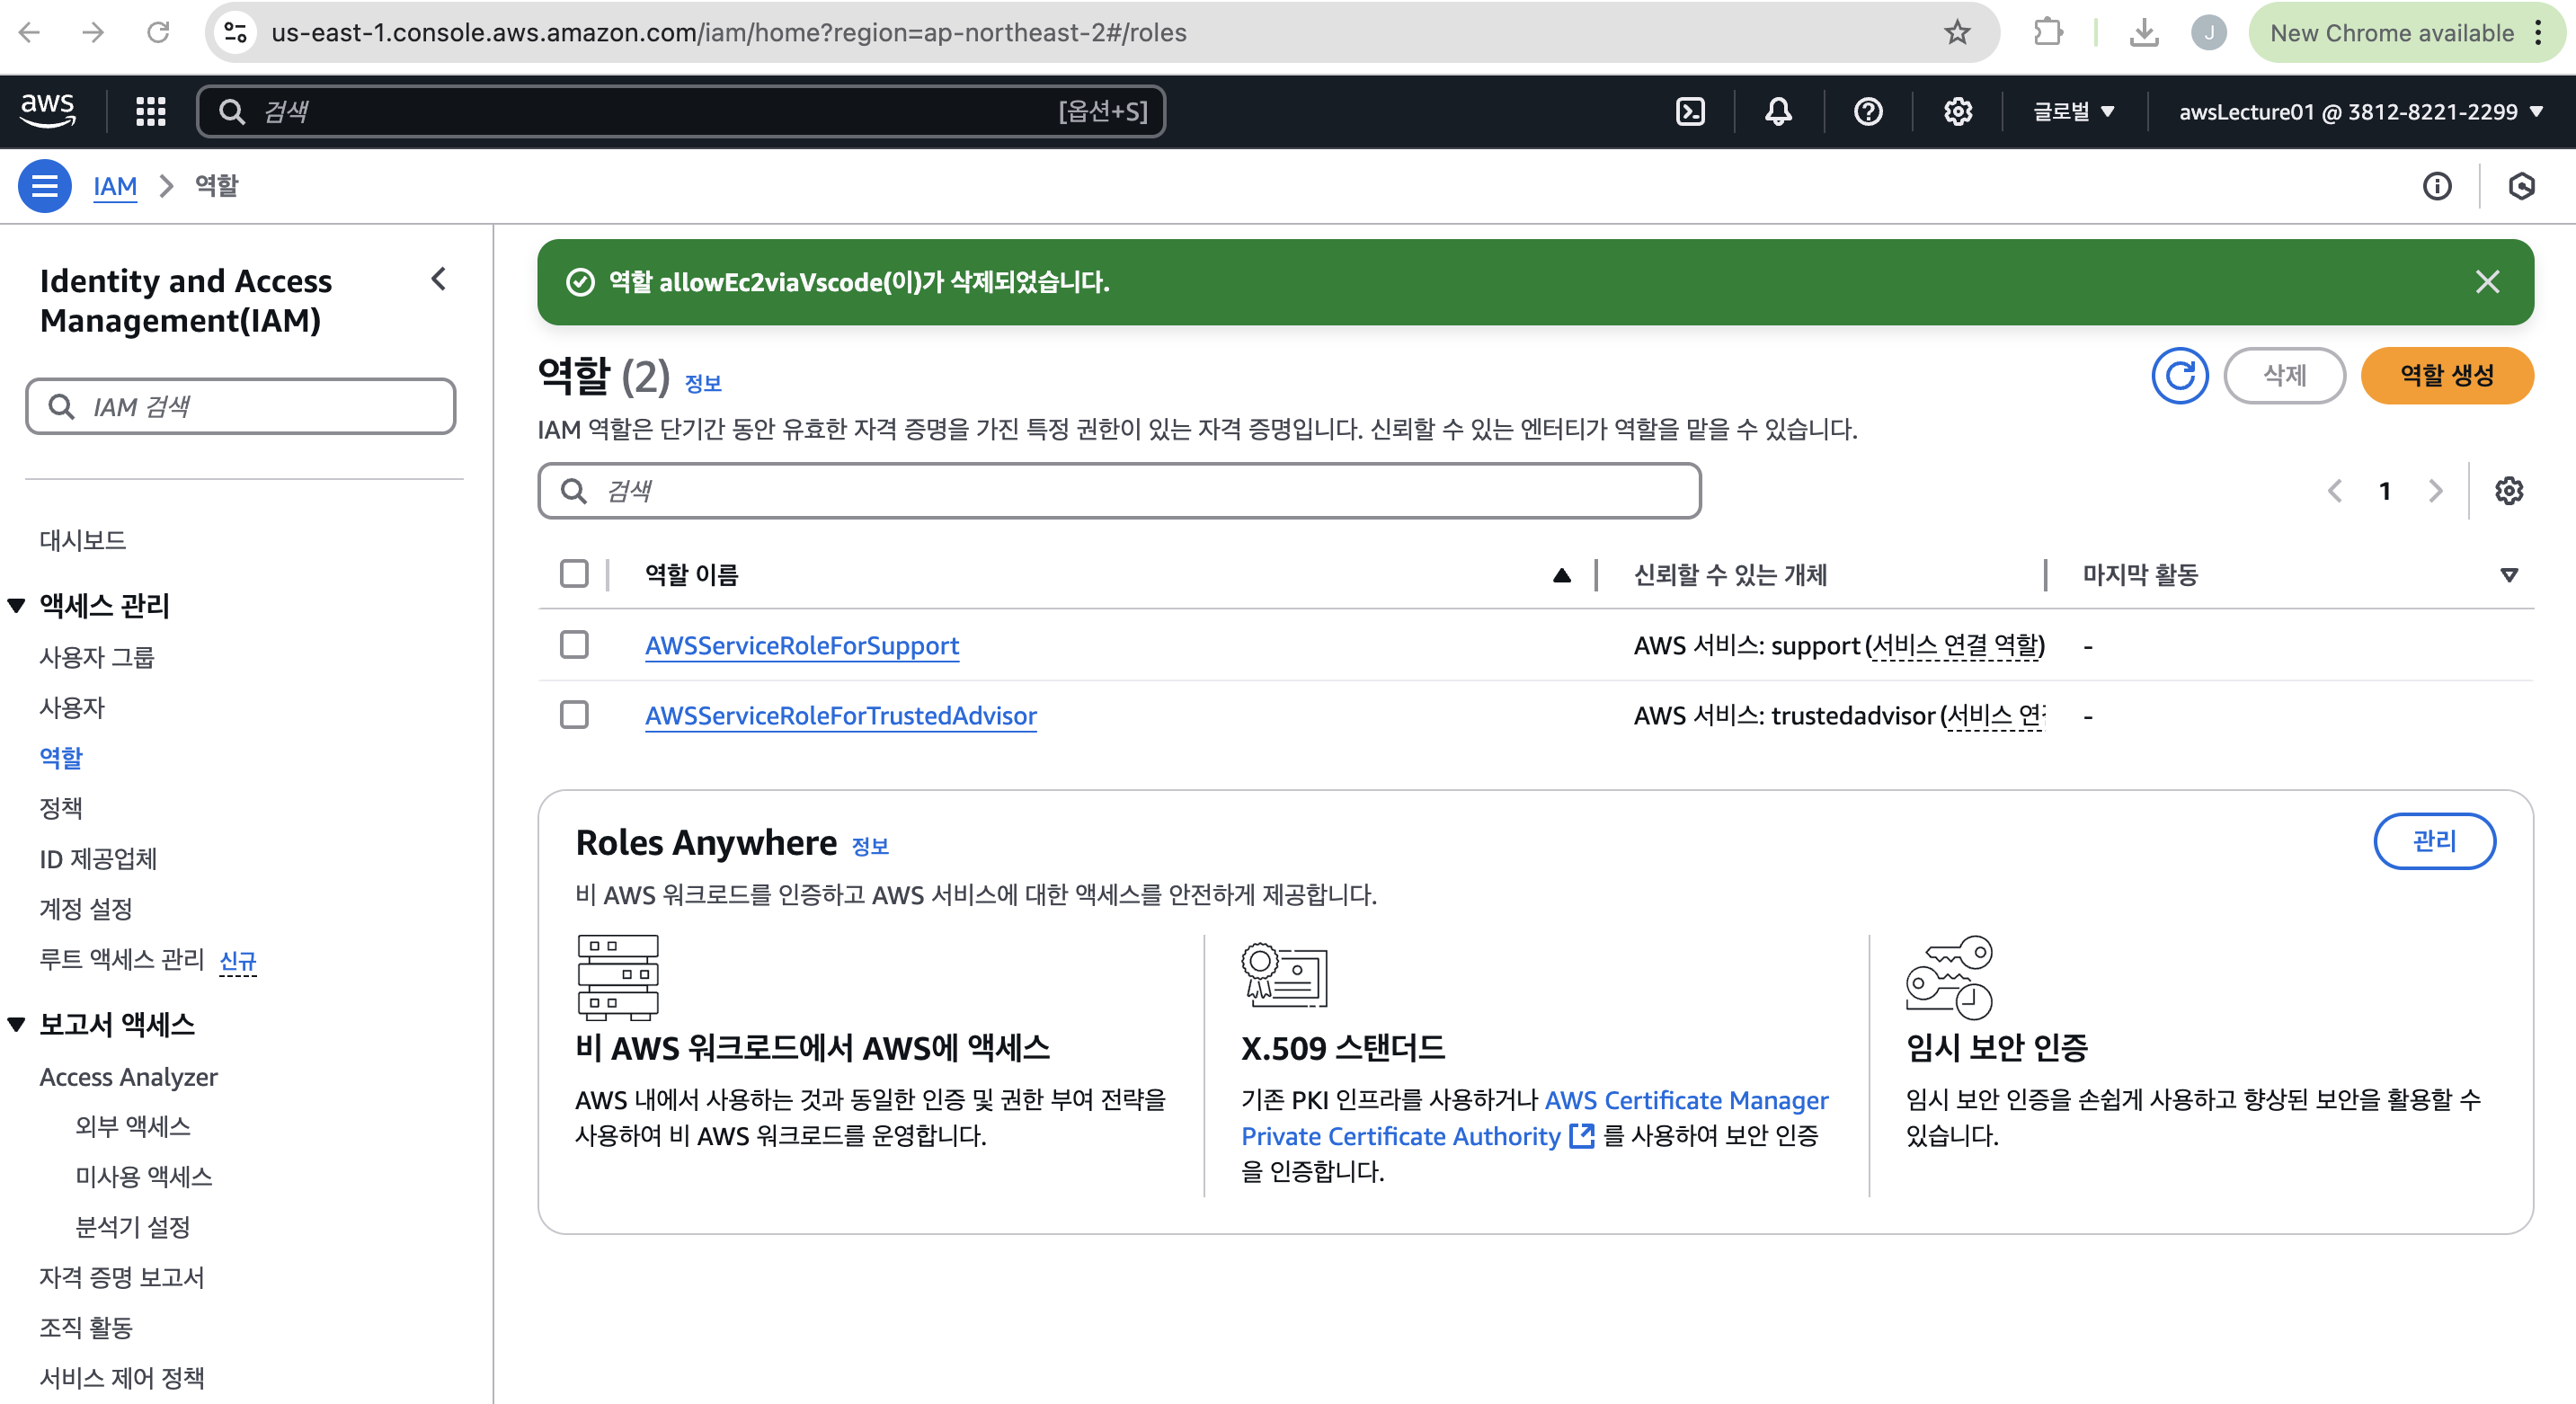 us-east-1.console.aws.amazon.com/iam/home?region=ap-northeast-2#/roles
J
New Chrome available
aws
검색
[옵션+S]
글로벌
awsLecture01 @ 3812-8221-2299
IAM
역할
Identity and Access
Management(IAM)
IAM 검색
대시보드
액세스 관리
사용자 그룹
사용자
역할
정책
ID 제공업체
계정 설정
루트 액세스 관리 신규
보고서 액세스
Access Analyzer
외부 액세스
미사용 액세스
분석기 설정
자격 증명 보고서
조직 활동
서비스 제어 정책
역할 allowEc2viaVscode(이)가 삭제되었습니다.
역할 (2) 정보
삭제
역할 생성
IAM 역할은 단기간 동안 유효한 자격 증명을 가진 특정 권한이 있는 자격 증명입니다. 신뢰할 수 있는 엔터티가 역할을 맡을 수 있습니다.
검색
1
역할 이름
신뢰할 수 있는 개체
마지막 활동
AWSServiceRoleForSupport
AWS 서비스: support(서비스 연결 역할)
-
AWSServiceRoleForTrustedAdvisor
AWS 서비스: trustedadvisor(서비스 연
-
Roles Anywhere 정보
관리
비 AWS 워크로드를 인증하고 AWS 서비스에 대한 액세스를 안전하게 제공합니다.
비 AWS 워크로드에서 AWS에 액세스
AWS 내에서 사용하는 것과 동일한 인증 및 권한 부여 전략을
사용하여 비 AWS 워크로드를 운영합니다.
X.509 스탠더드
기존 PKI 인프라를 사용하거나 AWS Certificate Manager
Private Certificate Authority 를 사용하여 보안 인증
을 인증합니다.
임시 보안 인증
임시 보안 인증을 손쉽게 사용하고 향상된 보안을 활용할 수
있습니다.